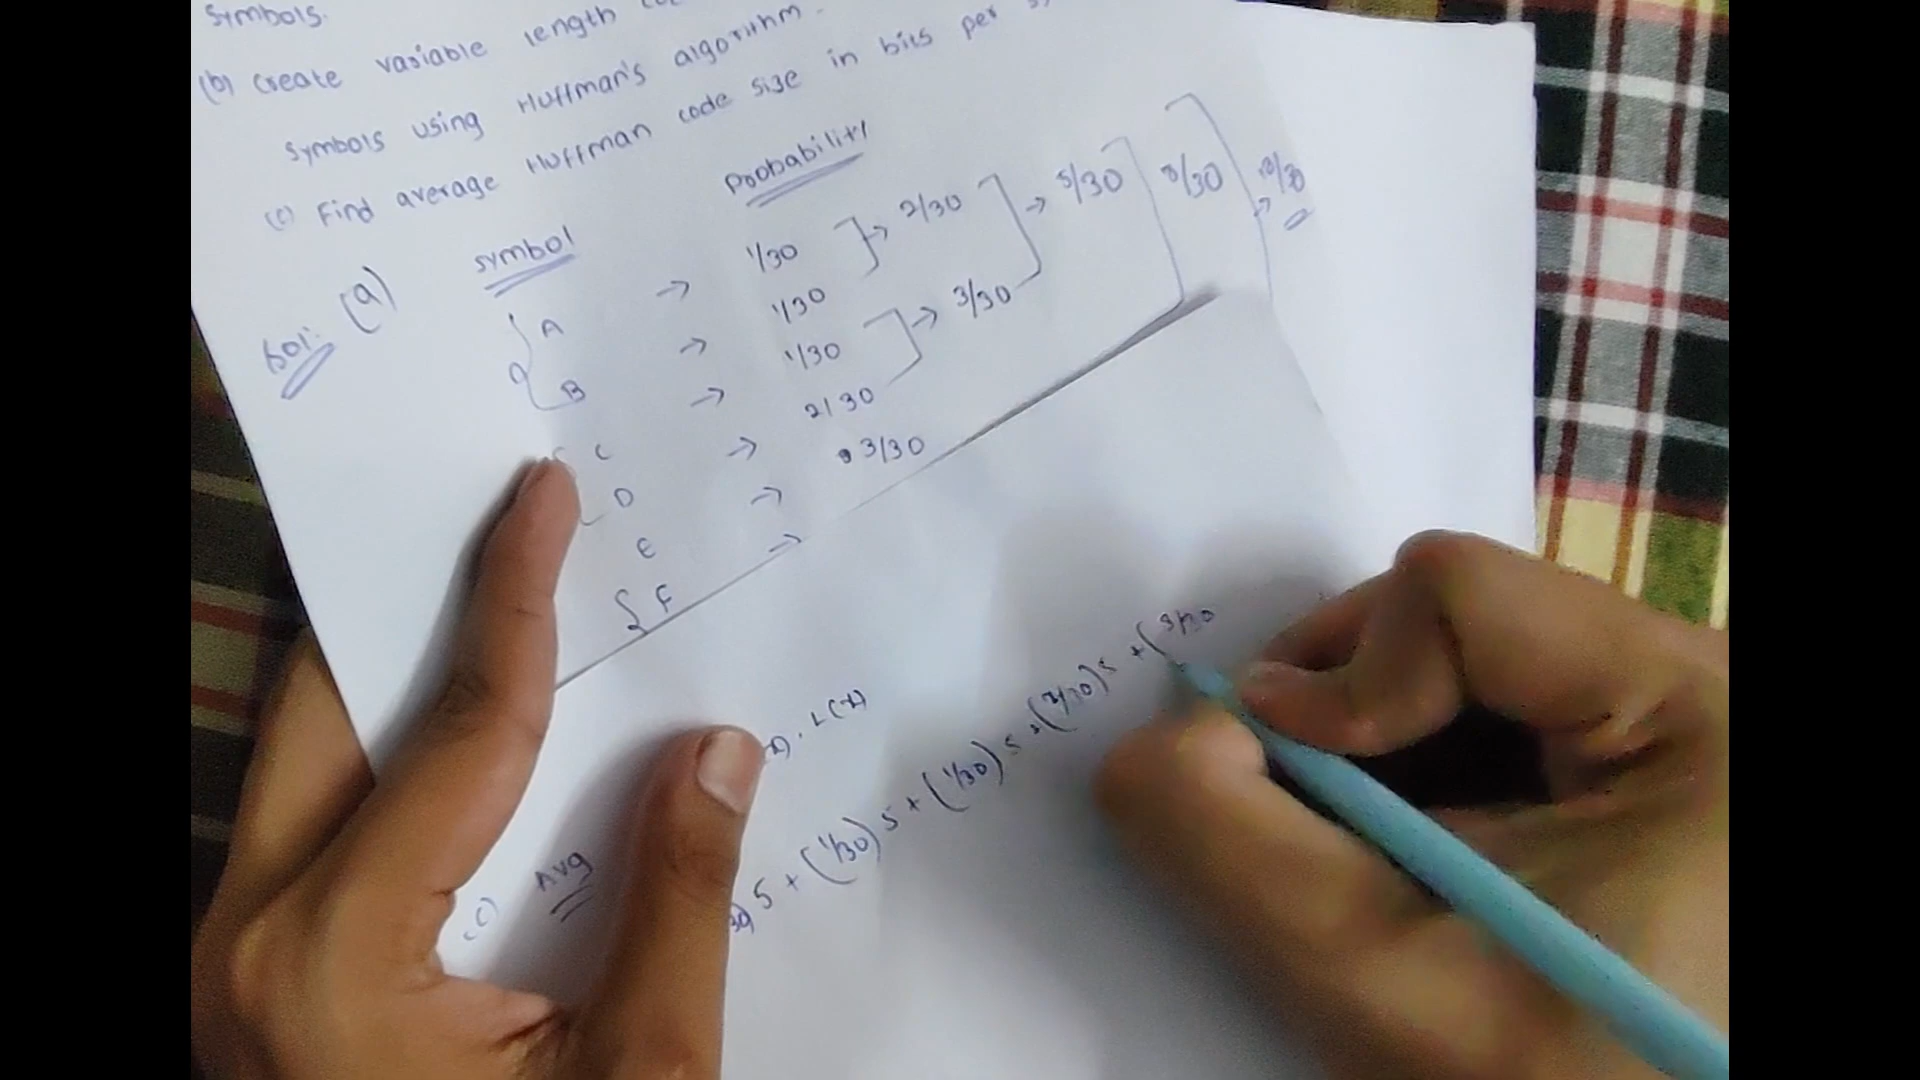 symbols.
(b) Create variable length
symbols using Huffman's algorithm.
(c) Find average Huffman code size in bits per
Sol: (a)
symbol Probability
A → 1/30 → 2/30 → 5/30 8/30 →
B → 1/30
C → 1/30 → 3/30
D → 2/30
E → 3/30
F →
(c) Avg
. L(x)
30) 5 + (1/30) 5 + (1/30) 5 + (2/30) 5 + (3/30